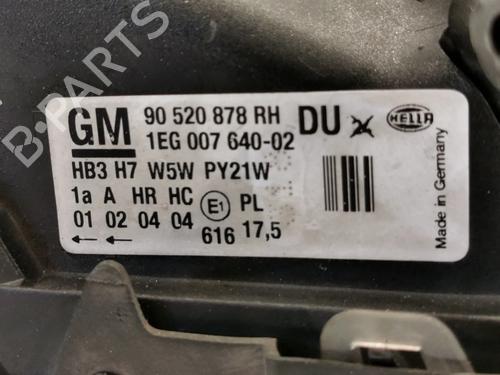 GM 90 520 878 RH DU HELLA
1EG 007 640-02
HB3 H7 W5W PY21W
1a A HR HC E1 PL
01 02 04 04 616 17,5
Made in Germany